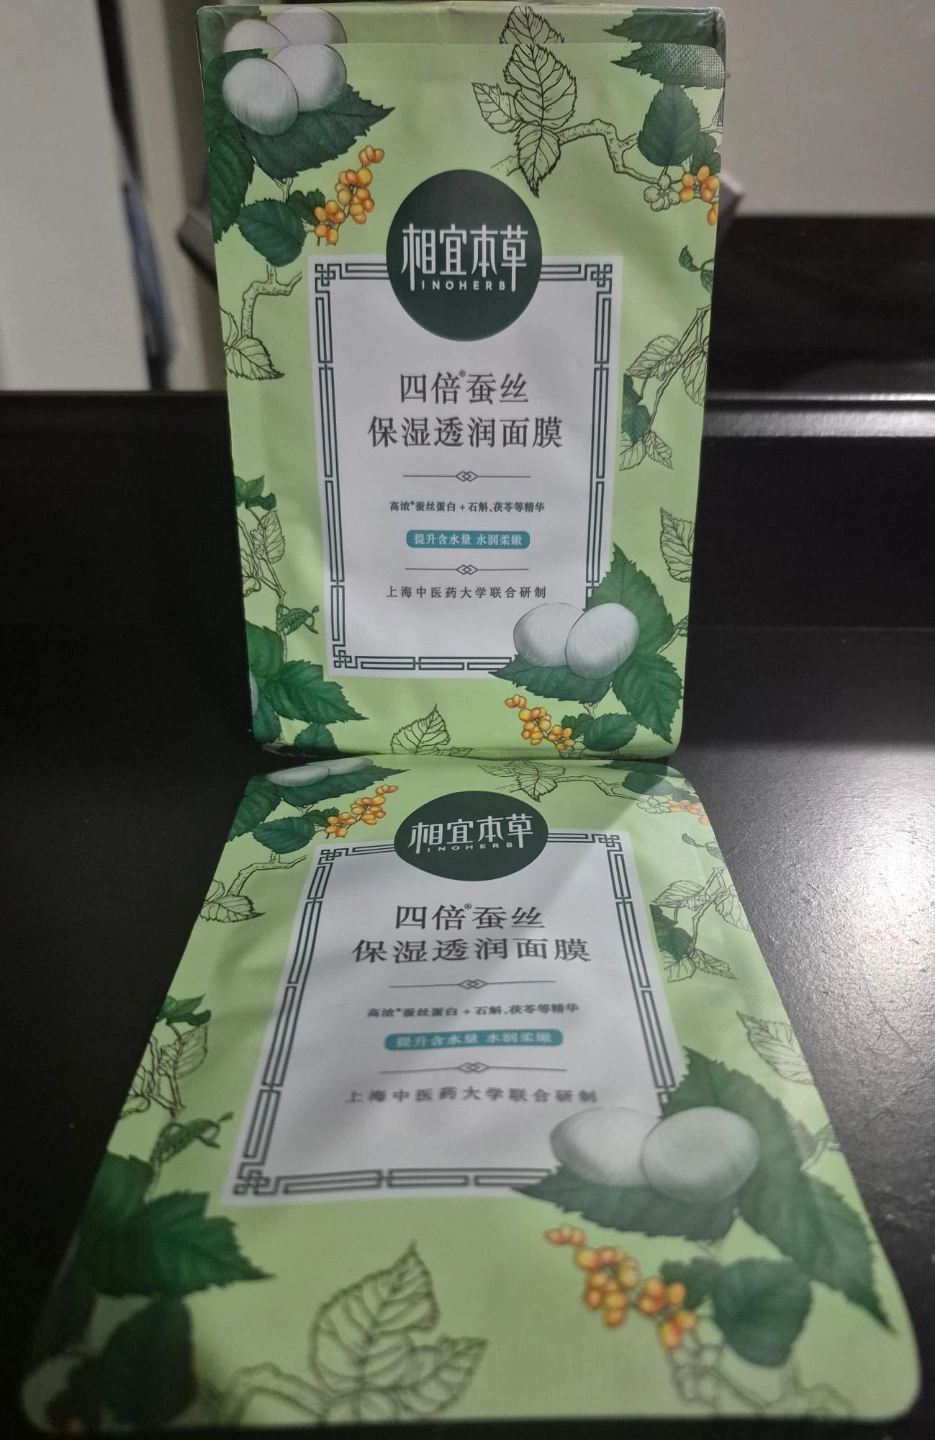 相宜本草
INOHERB
四倍®蚕丝
保湿透润面膜
高浓*蚕丝蛋白 + 石斛、茯苓等精华
提升含水量 水润柔嫩
上海中医药大学联合研制
相宜本草
INOHERB
四倍®蚕丝
保湿透润面膜
高浓*蚕丝蛋白 + 石斛、茯苓等精华
提升含水量 水润柔嫩
上海中医药大学联合研制